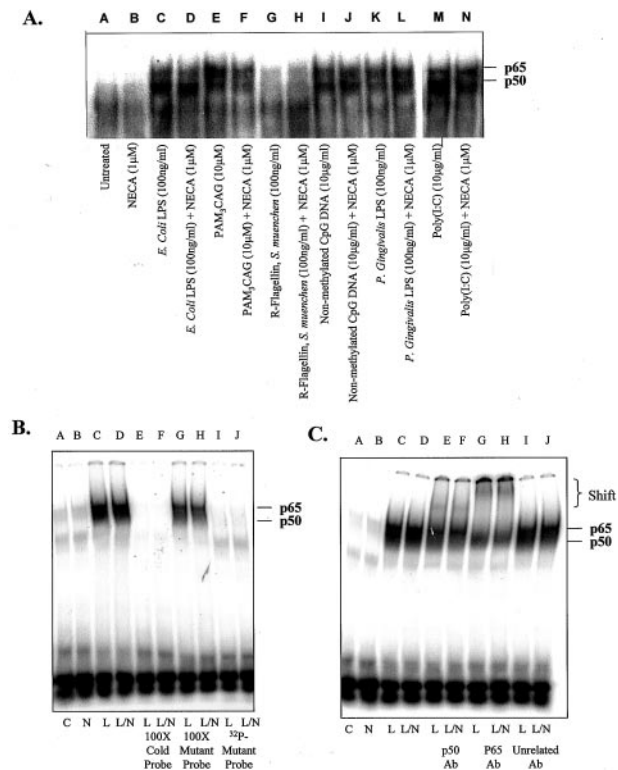 A.
A B C D E F G H I J K L M N
p65
p50
Untreated
NECA (1μM)
E. Coli LPS (100ng/ml)
E. Coli LPS (100ng/ml) + NECA (1μM)
PAM3CAG (10μM)
PAM3CAG (10μM) + NECA (1μM)
R-Flagellin, S. muenchen (100ng/ml)
R-Flagellin, S. muenchen (100ng/ml) + NECA (1μM)
Non-methylated CpG DNA (10μg/ml)
Non-methylated CpG DNA (10μg/ml) + NECA (1μM)
P. Gingivalis LPS (100ng/ml)
P. Gingivalis LPS (100ng/ml) + NECA (1μM)
Poly(I:C) (10μg/ml)
Poly(I:C) (10μg/ml) + NECA (1μM)
B.
A B C D E F G H I J
p65
p50
C N L L/N L L/N L L/N L L/N
100X 100X 32P-
Cold Mutant Mutant
Probe Probe Probe
C.
A B C D E F G H I J
Shift
p65
p50
C N L L/N L L/N L L/N L L/N
p50 P65 Unrelated
Ab Ab Ab